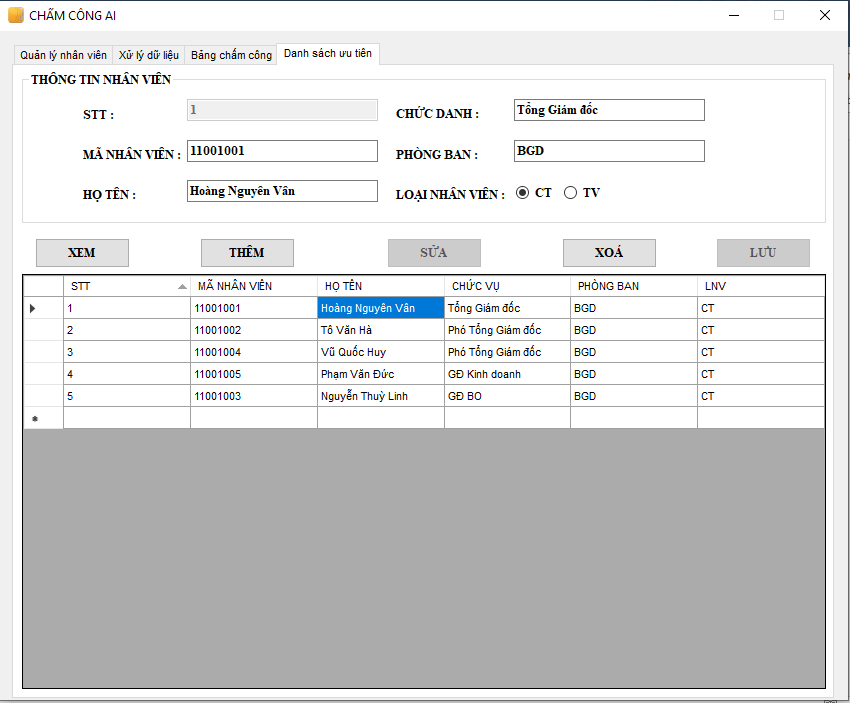 CHẤM CÔNG AI
Quản lý nhân viên Xử lý dữ liệu Bảng chấm công Danh sách ưu tiên
THÔNG TIN NHÂN VIÊN
STT : 1 CHỨC DANH : Tổng Giám đốc
MÃ NHÂN VIÊN : 11001001 PHÒNG BAN : BGD
HỌ TÊN : Hoàng Nguyên Vân LOẠI NHÂN VIÊN : CT TV
XEM THÊM SỬA XOÁ LƯU
STT MÃ NHÂN VIÊN HỌ TÊN CHỨC VỤ PHÒNG BAN LNV
1 11001001 Hoàng Nguyên Vân Tổng Giám đốc BGD CT
2 11001002 Tô Văn Hà Phó Tổng Giám đốc BGD CT
3 11001004 Vũ Quốc Huy Phó Tổng Giám đốc BGD CT
4 11001005 Phạm Văn Đức GĐ Kinh doanh BGD CT
5 11001003 Nguyễn Thuỳ Linh GĐ BO BGD CT